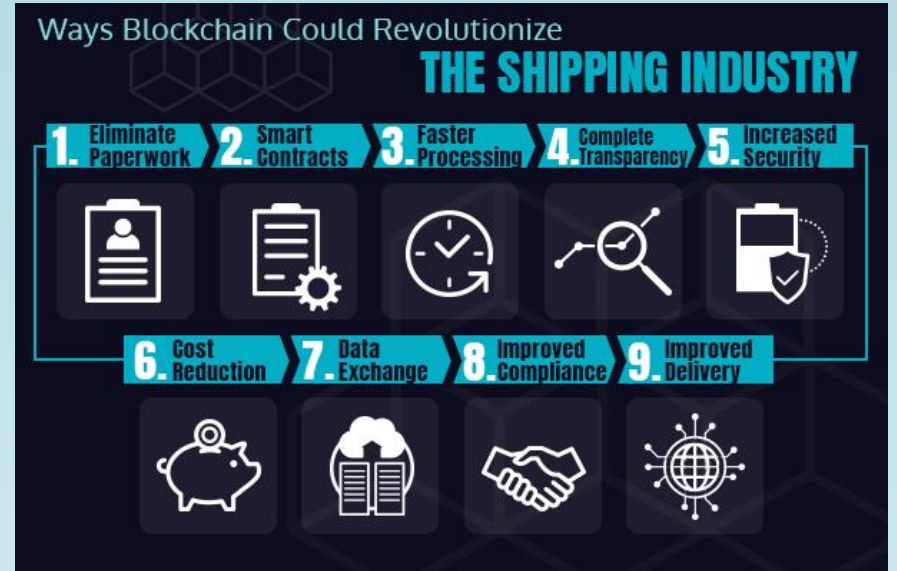 Ways Blockchain Could Revolutionize
THE SHIPPING INDUSTRY
1. Eliminate Paperwork
2. Smart Contracts
3. Faster Processing
4. Complete Transparency
5. Increased Security
6. Cost Reduction
7. Data Exchange
8. Improved Compliance
9. Improved Delivery